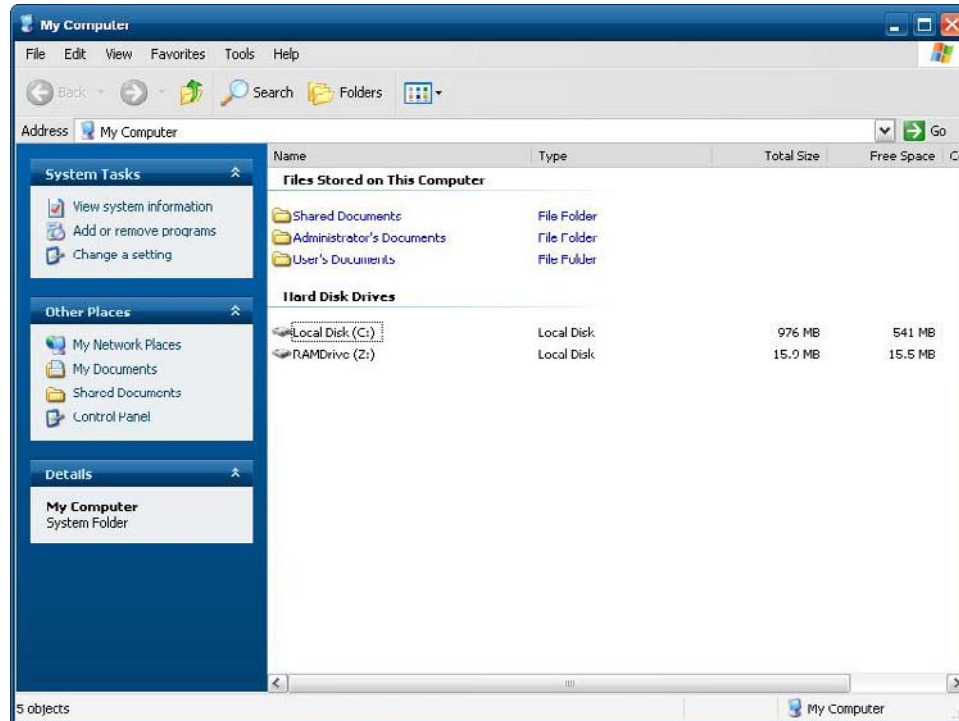 My Computer
File Edit View Favorites Tools Help
Back Search Folders
Address My Computer Go
System Tasks
View system information
Add or remove programs
Change a setting
Other Places
My Network Places
My Documents
Shared Documents
Control Panel
Details
My Computer
System Folder
Name Type Total Size Free Space C
Files Stored on This Computer
Shared Documents File Folder
Administrator's Documents File Folder
User's Documents File Folder
Hard Disk Drives
Local Disk (C:) Local Disk 976 MB 541 MB
RAMDrive (Z:) Local Disk 15.9 MB 15.5 MB
5 objects My Computer